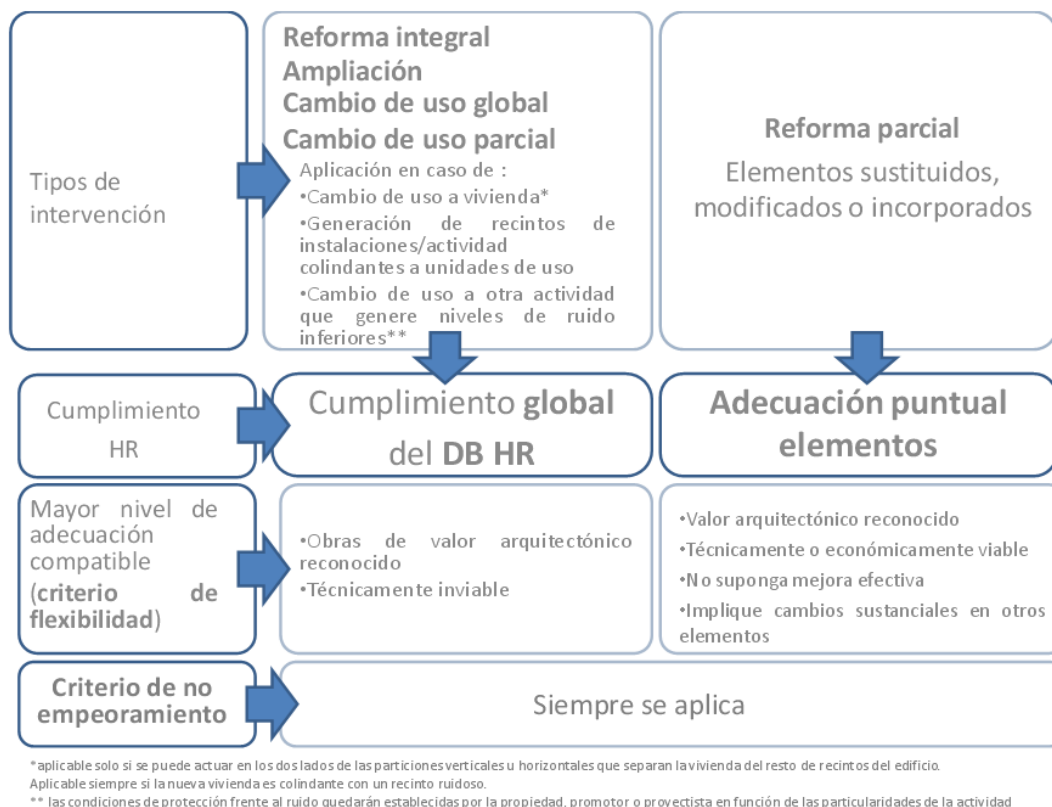 Tipos de
intervención
Reforma integral
Ampliación
Cambio de uso global
Cambio de uso parcial
Aplicación en caso de :
•Cambio de uso a vivienda*
•Generación de recintos de
instalaciones/actividad
colindantes a unidades de uso
•Cambio de uso a otra actividad
que genere niveles de ruido
inferiores**
Reforma parcial
Elementos sustituidos,
modificados o incorporados
Cumplimiento
HR
Cumplimiento global
del DB HR
Adecuación puntual
elementos
Mayor nivel de
adecuación
compatible
(criterio de
flexibilidad)
•Obras de valor arquitectónico
reconocido
•Técnicamente inviable
•Valor arquitectónico reconocido
•Técnicamente o económicamente viable
•No suponga mejora efectiva
•Implique cambios sustanciales en otros
elementos
Criterio de no
empeoramiento
Siempre se aplica
*aplicable solo si se puede actuar en los dos lados de las particiones verticales u horizontales que separan la vivienda del resto de recintos del edificio.
Aplicable siempre si la nueva vivienda es colindante con un recinto ruidoso.
** las condiciones de protección frente al ruido quedarán establecidas por la propiedad, promotor o proyectista en función de las particularidades de la actividad